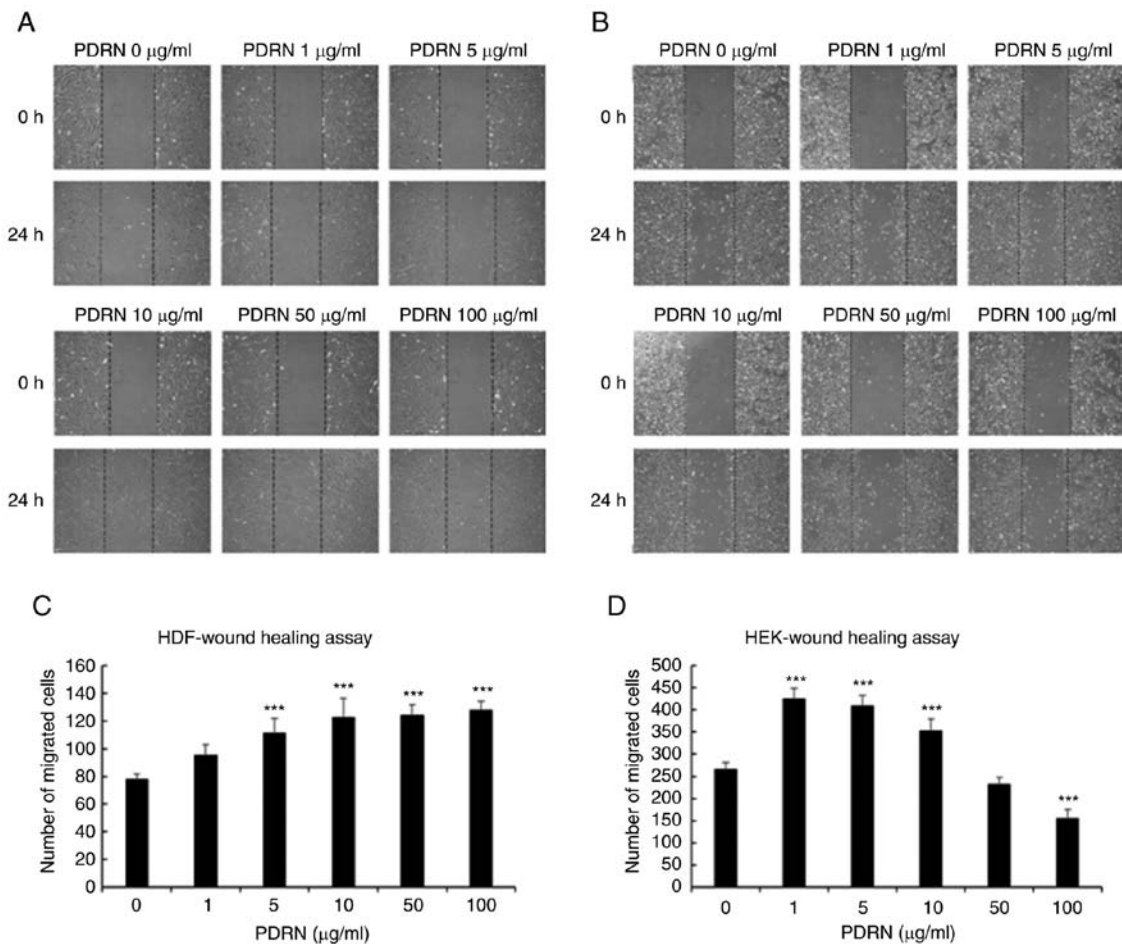 A
PDRN 0 μg/ml PDRN 1 μg/ml PDRN 5 μg/ml
0 h
24 h
PDRN 10 μg/ml PDRN 50 μg/ml PDRN 100 μg/ml
0 h
24 h
B
PDRN 0 μg/ml PDRN 1 μg/ml PDRN 5 μg/ml
0 h
24 h
PDRN 10 μg/ml PDRN 50 μg/ml PDRN 100 μg/ml
0 h
24 h
C
HDF-wound healing assay
Number of migrated cells
160
140
120
100
80
60
40
20
0
*** *** *** ***
0 1 5 10 50 100
PDRN (μg/ml)
D
HEK-wound healing assay
Number of migrated cells
500
450
400
350
300
250
200
150
100
50
0
*** *** *** ***
0 1 5 10 50 100
PDRN (μg/ml)